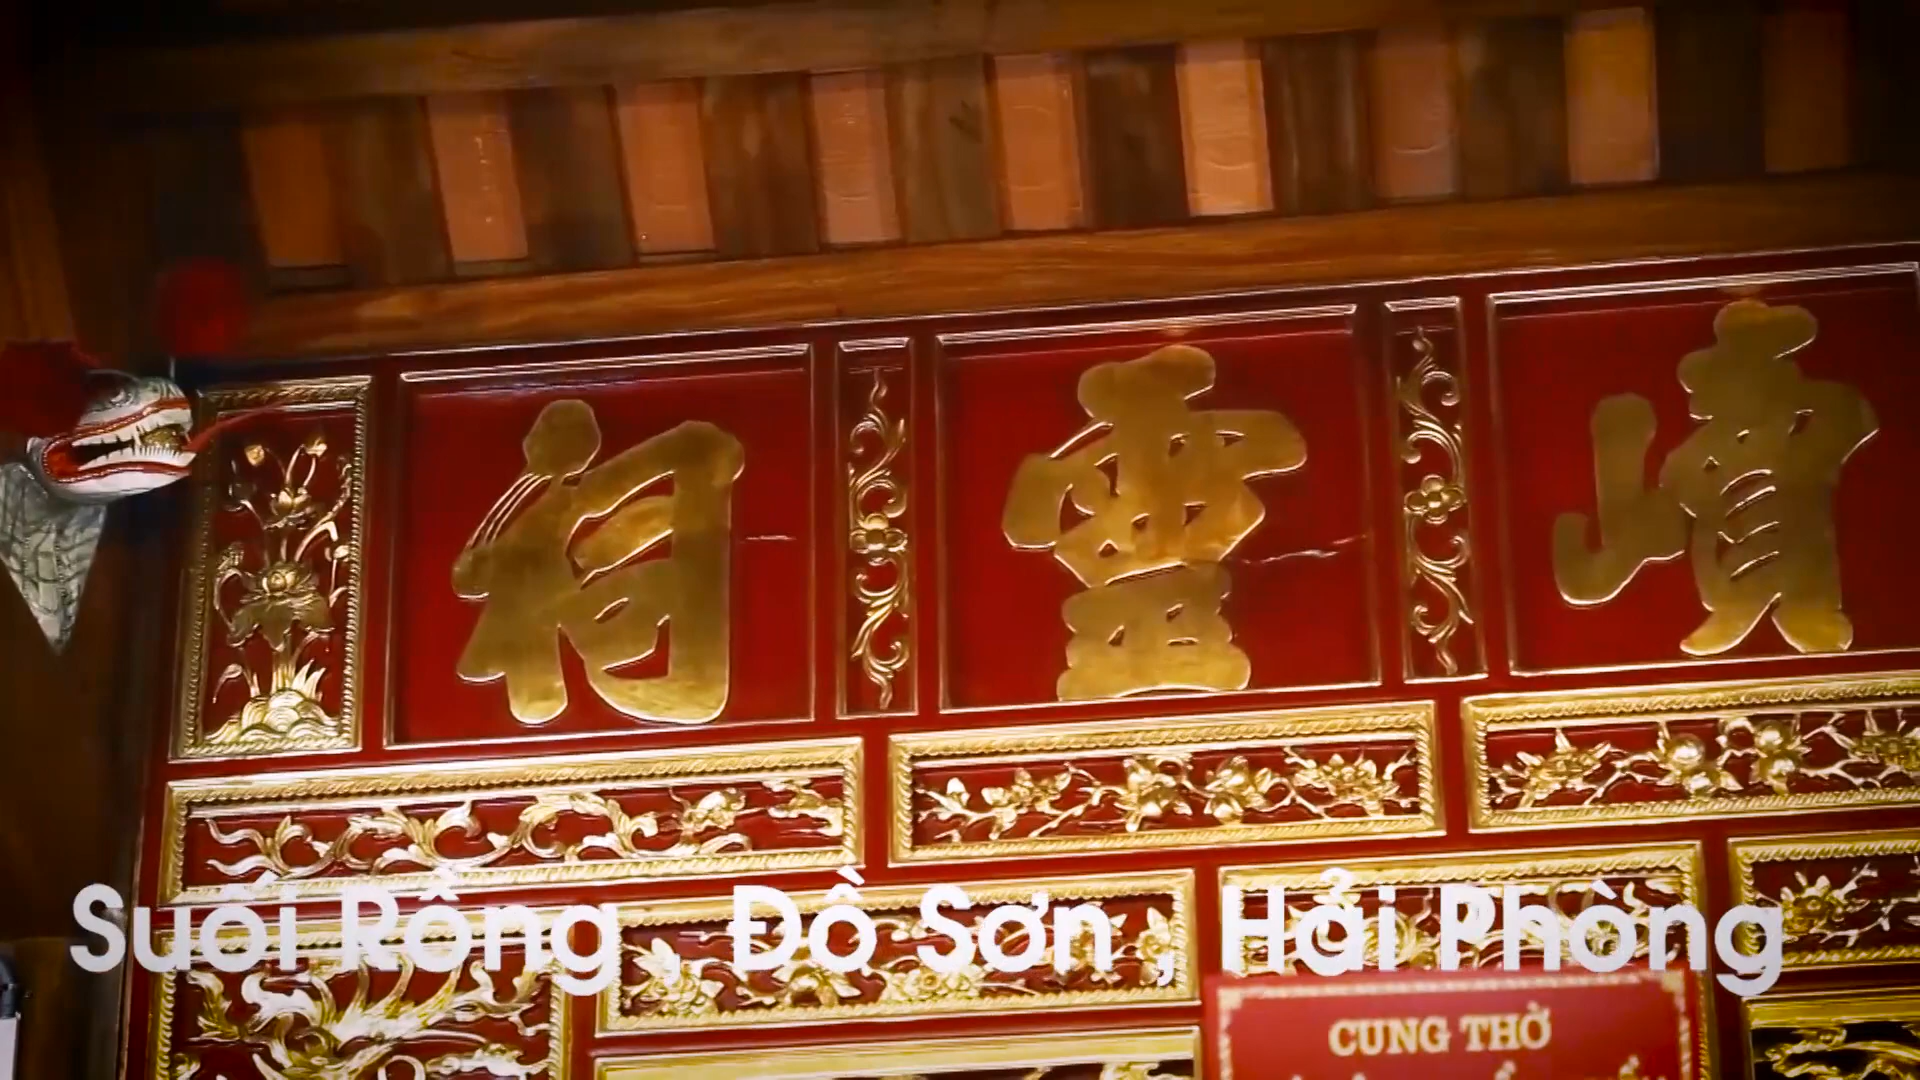 靈祠
Suối Rồng , Đồ Sơn , Hải Phòng
CUNG THỜ